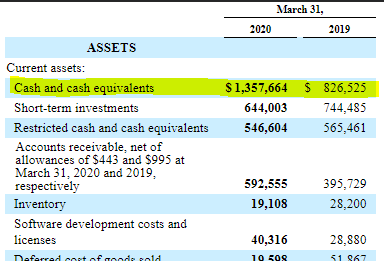 March 31,
2020 2019
ASSETS
Current assets:
Cash and cash equivalents $1,357,664 $ 826,525
Short-term investments 644,003 744,485
Restricted cash and cash equivalents 546,604 565,461
Accounts receivable, net of
allowances of $443 and $995 at
March 31, 2020 and 2019,
respectively 592,555 395,729
Inventory 19,108 28,200
Software development costs and
licenses 40,316 28,880
Deferred cost of goods sold 19,598 51,867